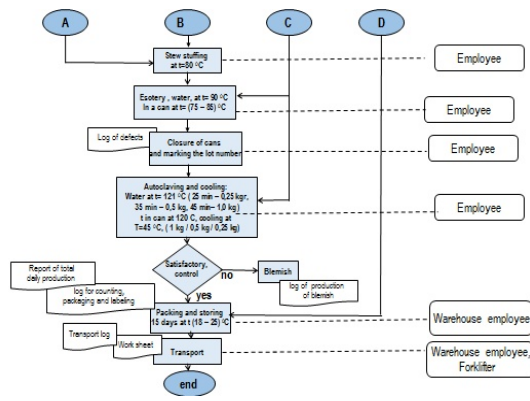 A
B
C
D
Stew stuffing
at t=80 °C
Employee
Esotery , water, at t= 90 °C
In a can at t= (75 – 85) °C
Employee
Log of defects
Closure of cans
and marking the lot number
Employee
Autoclaving and cooling:
Water at t= 121 °C ( 25 min – 0,25 kgr,
35 min – 0,5 kg, 45 min– 1,0 kg)
t in can at 120 C, cooling at
T=45 °C, ( 1 kg / 0,5 kg / 0,25 kg)
Employee
Satisfactory,
control
no
Blemish
log of production
of blemish
Report of total
daily production
log for counting,
packaging and labeling
yes
Packing and storing
15 days at t (18 – 25) °C
Warehouse employee
Transport log
Work sheet
Transport
Warehouse employee,
Forklifter
end